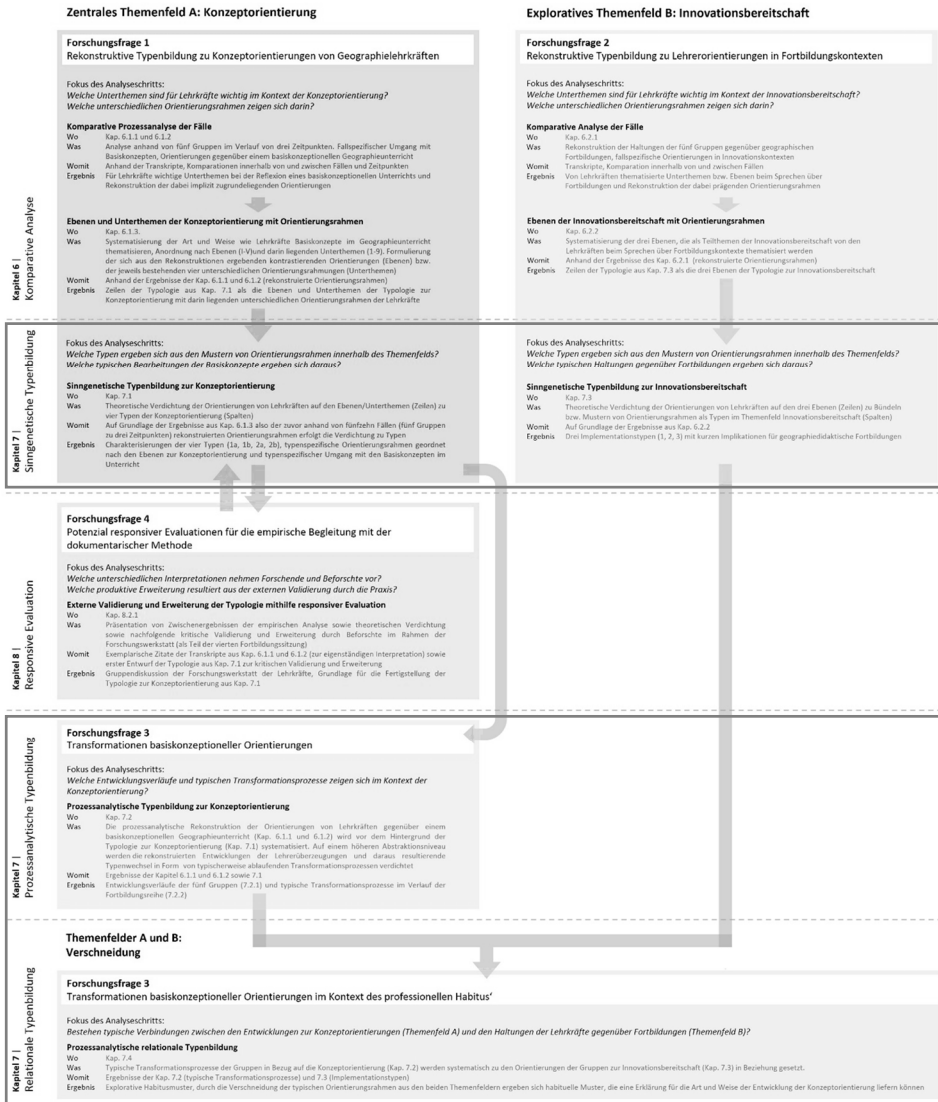 Zentrales Themenfeld A: Konzeptorientierung
Exploratives Themenfeld B: Innovationsbereitschaft
Kapitel 6 |
Komparative Analyse
Forschungsfrage 1
Rekonstruktive Typenbildung zu Konzeptorientierungen von Geographielehrkräften
Fokus des Analyseschritts:
Welche Unterthemen sind für Lehrkräfte wichtig im Kontext der Konzeptorientierung?
Welche unterschiedlichen Orientierungsrahmen zeigen sich darin?
Komparative Prozessanalyse der Fälle
Wo Kap. 6.1.1 und 6.1.2
Was Analyse anhand von fünf Gruppen im Verlauf von drei Zeitpunkten. Fallspezifischer Umgang mit
Basiskonzepten, Orientierungen gegenüber einem basiskonzeptionellen Geographieunterricht
Womit Anhand der Transkripte, Komparationen innerhalb von und zwischen Fällen und Zeitpunkten
Ergebnis Für Lehrkräfte wichtige Unterthemen bei der Reflexion eines basiskonzeptionellen Unterrichts und
Rekonstruktion der dabei implizit zugrundeliegenden Orientierungen
Ebenen und Unterthemen der Konzeptorientierung mit Orientierungsrahmen
Wo Kap. 6.1.3.
Was Systematisierung der Art und Weise wie Lehrkräfte Basiskonzepte im Geographieunterricht
thematisieren, Anordnung nach Ebenen (I-V)und darin liegenden Unterthemen (1-9). Formulierung
der sich aus den Rekonstruktionen ergebenden kontrastierenden Orientierungen (Ebenen) bzw.
der jeweils bestehenden vier unterschiedlichen Orientierungsrahmungen (Unterthemen)
Womit Anhand der Ergebnisse der Kap. 6.1.1 und 6.1.2 (rekonstruierte Orientierungsrahmen)
Ergebnis Zeilen der Typologie aus Kap. 7.1 als die Ebenen und Unterthemen der Typologie zur
Konzeptorientierung mit darin liegenden unterschiedlichen Orientierungsrahmen der Lehrkräfte
Forschungsfrage 2
Rekonstruktive Typenbildung zu Lehrerorientierungen in Fortbildungskontexten
Fokus des Analyseschritts:
Welche Unterthemen sind für Lehrkräfte wichtig im Kontext der Innovationsbereitschaft?
Welche unterschiedlichen Orientierungsrahmen zeigen sich darin?
Komparative Analyse der Fälle
Wo Kap. 6.2.1
Was Rekonstruktion der Haltungen der fünf Gruppen gegenüber geographischen
Fortbildungen, fallspezifische Orientierungen in Innovationskontexten
Womit Transkripte, Komparation innerhalb von und zwischen Fällen
Ergebnis Von Lehrkräften thematisierte Unterthemen bzw. Ebenen beim Sprechen über
Fortbildungen und Rekonstruktion der dabei prägenden Orientierungsrahmen
Ebenen der Innovationsbereitschaft mit Orientierungsrahmen
Wo Kap. 6.2.2
Was Systematisierung der drei Ebenen, die als Teilthemen der Innovationsbereitschaft von den
Lehrkräften beim Sprechen über Fortbildungskontexte thematisiert werden
Womit Anhand der Ergebnisse des Kap. 6.2.1 (rekonstruierte Orientierungsrahmen)
Ergebnis Zeilen der Typologie aus Kap. 7.3 als die drei Ebenen der Typologie zur Innovationsbereitschaft
Kapitel 7 |
Sinngenetische Typenbildung
Fokus des Analyseschritts:
Welche Typen ergeben sich aus den Mustern von Orientierungsrahmen innerhalb des Themenfelds?
Welche typischen Bearbeitungen der Basiskonzepte ergeben sich daraus?
Sinngenetische Typenbildung zur Konzeptorientierung
Wo Kap. 7.1
Was Theoretische Verdichtung der Orientierungen von Lehrkräften auf den Ebenen/Unterthemen (Zeilen) zu
vier Typen der Konzeptorientierung (Spalten)
Womit Auf Grundlage der Ergebnisse aus Kap. 6.1.3 also der zuvor anhand von fünfzehn Fällen (fünf Gruppen
zu drei Zeitpunkten) rekonstruierten Orientierungsrahmen erfolgt die Verdichtung zu Typen
Ergebnis Charakterisierungen der vier Typen (1a, 1b, 2a, 2b), typenspezifische Orientierungsrahmen geordnet
nach den Ebenen zur Konzeptorientierung und typenspezifischer Umgang mit den Basiskonzepten im
Unterricht
Fokus des Analyseschritts:
Welche Typen ergeben sich aus den Mustern von Orientierungsrahmen innerhalb des Themenfelds?
Welche typischen Haltungen gegenüber Fortbildungen ergeben sich daraus?
Sinngenetische Typenbildung zur Innovationsbereitschaft
Wo Kap. 7.3
Was Theoretische Verdichtung der Orientierungen von Lehrkräften auf den drei Ebenen (Zeilen) zu Bündeln
bzw. Mustern von Orientierungsrahmen als Typen im Themenfeld Innovationsbereitschaft (Spalten)
Womit Auf Grundlage der Ergebnisse aus Kap. 6.2.2
Ergebnis Drei Implementationstypen (1, 2, 3) mit kurzen Implikationen für geographiedidaktische Fortbildungen
Kapitel 8 |
Responsive Evaluation
Forschungsfrage 4
Potenzial responsiver Evaluationen für die empirische Begleitung mit der
dokumentarischer Methode
Fokus des Analyseschritts:
Welche unterschiedlichen Interpretationen nehmen Forschende und Beforschte vor?
Welche produktive Erweiterung resultiert aus der externen Validierung durch die Praxis?
Externe Validierung und Erweiterung der Typologie mithilfe responsiver Evaluation
Wo Kap. 8.2.1
Was Präsentation von Zwischenergebnissen der empirischen Analyse sowie theoretischen Verdichtung
sowie nachfolgende kritische Validierung und Erweiterung durch Beforschte im Rahmen der
Forschungswerkstatt (als Teil der vierten Fortbildungssitzung)
Womit Exemplarische Zitate der Transkripte aus Kap. 6.1.1 und 6.1.2 (zur eigenständigen Interpretation) sowie
erster Entwurf der Typologie aus Kap. 7.1 zur kritischen Validierung und Erweiterung
Ergebnis Gruppendiskussion der Forschungswerkstatt der Lehrkräfte, Grundlage für die Fertigstellung der
Typologie zur Konzeptorientierung aus Kap. 7.1
Kapitel 7 |
Prozessanalytische Typenbildung
Forschungsfrage 3
Transformationen basiskonzeptioneller Orientierungen
Fokus des Analyseschritts:
Welche Entwicklungsverläufe und typischen Transformationsprozesse zeigen sich im Kontext der
Konzeptorientierung?
Prozessanalytische Typenbildung zur Konzeptorientierung
Wo Kap. 7.2
Was Die prozessanalytische Rekonstruktion der Orientierungen von Lehrkräften gegenüber einem
basiskonzeptionellen Geographieunterricht (Kap. 6.1.1 und 6.1.2) wird vor dem Hintergrund der
Typologie zur Konzeptorientierung (Kap. 7.1) systematisiert. Auf einem höheren Abstraktionsniveau
werden die rekonstruierten Entwicklungen der Lehrerüberzeugungen und daraus resultierende
Typenwechsel in Form von typischerweise ablaufenden Transformationsprozessen verdichtet
Womit Ergebnisse der Kapitel 6.1.1 und 6.1.2 sowie 7.1
Ergebnis Entwicklungsverläufe der fünf Gruppen (7.2.1) und typische Transformationsprozesse im Verlauf der
Fortbildungsreihe (7.2.2)
Kapitel 7 |
Relationale Typenbildung
Themenfelder A und B:
Verschneidung
Forschungsfrage 3
Transformationen basiskonzeptioneller Orientierungen im Kontext des professionellen Habitus‘
Fokus des Analyseschritts:
Bestehen typische Verbindungen zwischen den Entwicklungen zur Konzeptorientierungen (Themenfeld A) und den Haltungen der Lehrkräfte gegenüber Fortbildungen (Themenfeld B)?
Prozessanalytische relationale Typenbildung
Wo Kap. 7.4
Was Typische Transformationsprozesse der Gruppen in Bezug auf die Konzeptorientierung (Kap. 7.2) werden systematisch zu den Orientierungen der Gruppen zur Innovationsbereitschaft (Kap. 7.3) in Beziehung gesetzt.
Womit Ergebnisse der Kap. 7.2 (typische Transformationsprozesse) und 7.3 (Implementationstypen)
Ergebnis Explorative Habitusmuster, durch die Verschneidung der typischen Orientierungsrahmen aus den beiden Themenfeldern ergeben sich habituelle Muster, die eine Erklärung für die Art und Weise der Entwicklung der Konzeptorientierung liefern können